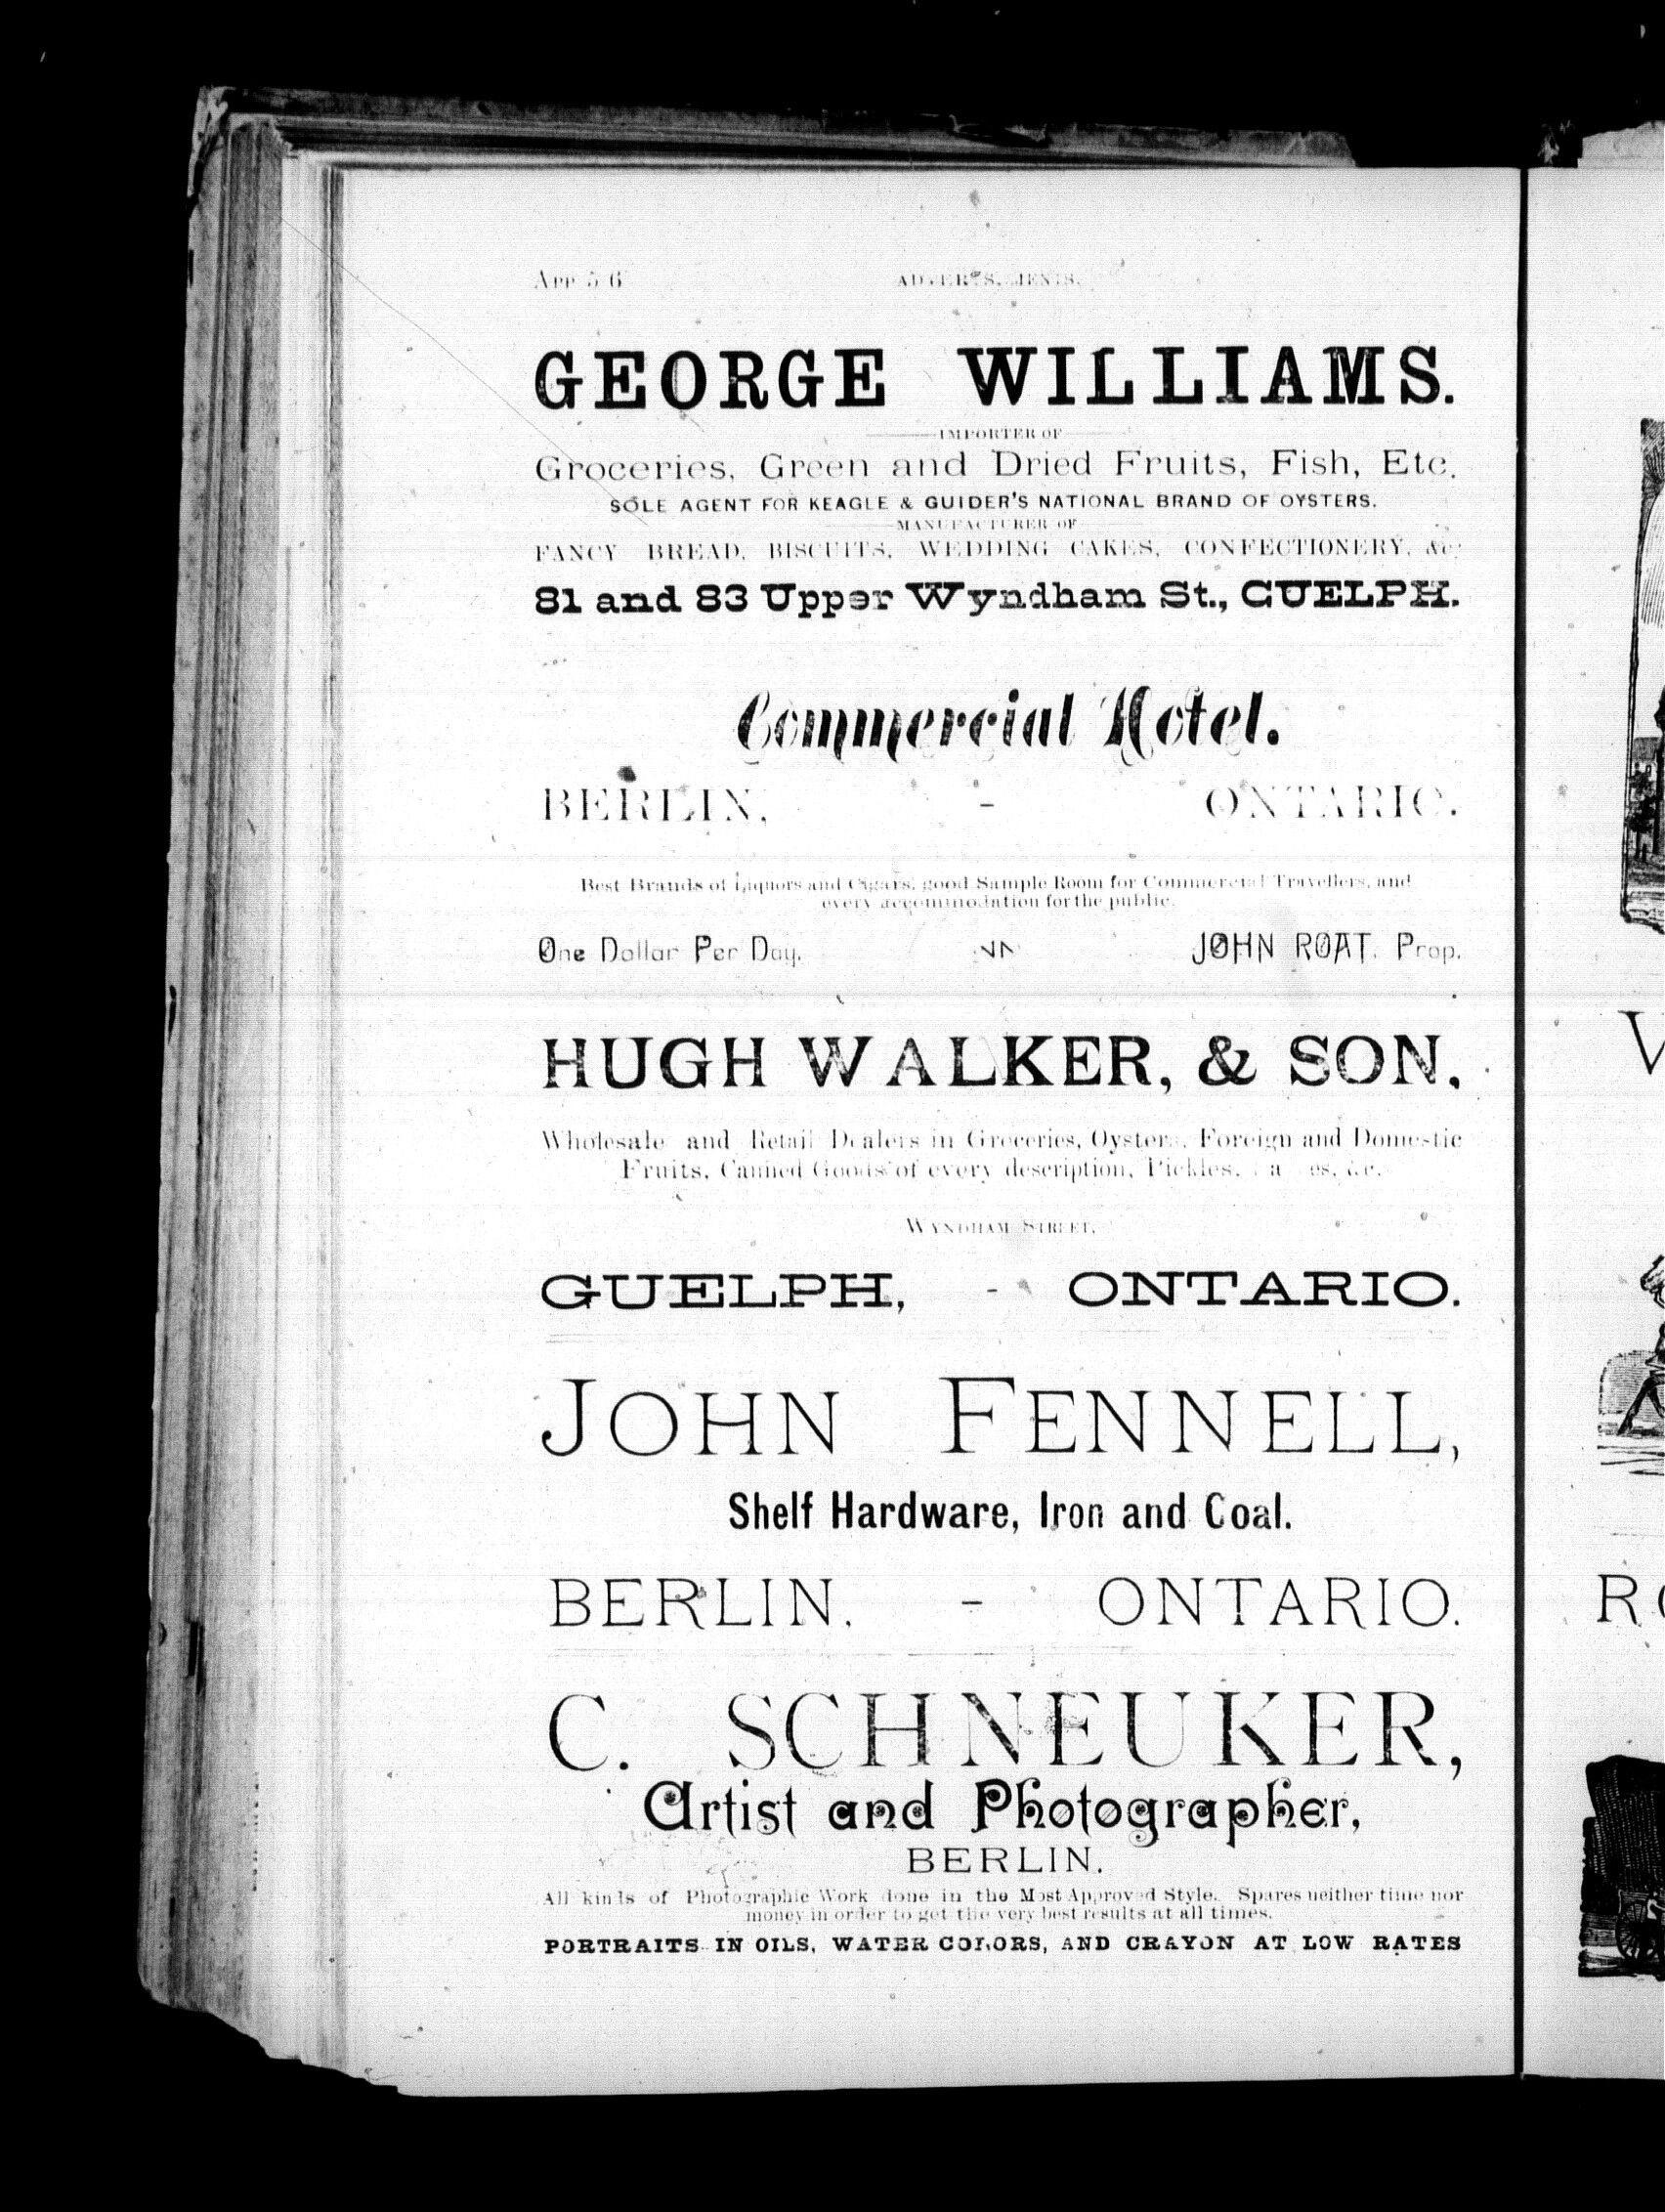 App 56
ADVERTISEMENTS.
GEORGE WILLIAMS.
IMPORTER OF
Groceries, Green and Dried Fruits, Fish, Etc.
SOLE AGENT FOR KEAGLE & GUIDER'S NATIONAL BRAND OF OYSTERS.
MANUFACTURER OF
FANCY BREAD, BISCUITS, WEDDING CAKES, CONFECTIONERY, &c.
81 and 83 Upper Wyndham St., GUELPH.
Commercial Hotel.
BERLIN, - ONTARIO.
Best Brands of Liquors and Cigars, good Sample Room for Commercial Travellers, and
every accommodation for the public.
One Dollar Per Day. JOHN ROAT. Prop.
HUGH WALKER, & SON,
Wholesale and Retail Dealers in Groceries, Oysters, Foreign and Domestic
Fruits, Canned Goods of every description, Pickles, &c.
WYNDHAM STREET,
GUELPH, - ONTARIO.
JOHN FENNELL,
Shelf Hardware, Iron and Coal.
BERLIN. - ONTARIO.
C. SCHNEUKER,
Artist and Photographer,
BERLIN.
All kinds of Photographic Work done in the Most Approved Style. Spares neither time nor
money in order to get the very best results at all times.
PORTRAITS IN OILS, WATER COLORS, AND CRAYON AT LOW RATES